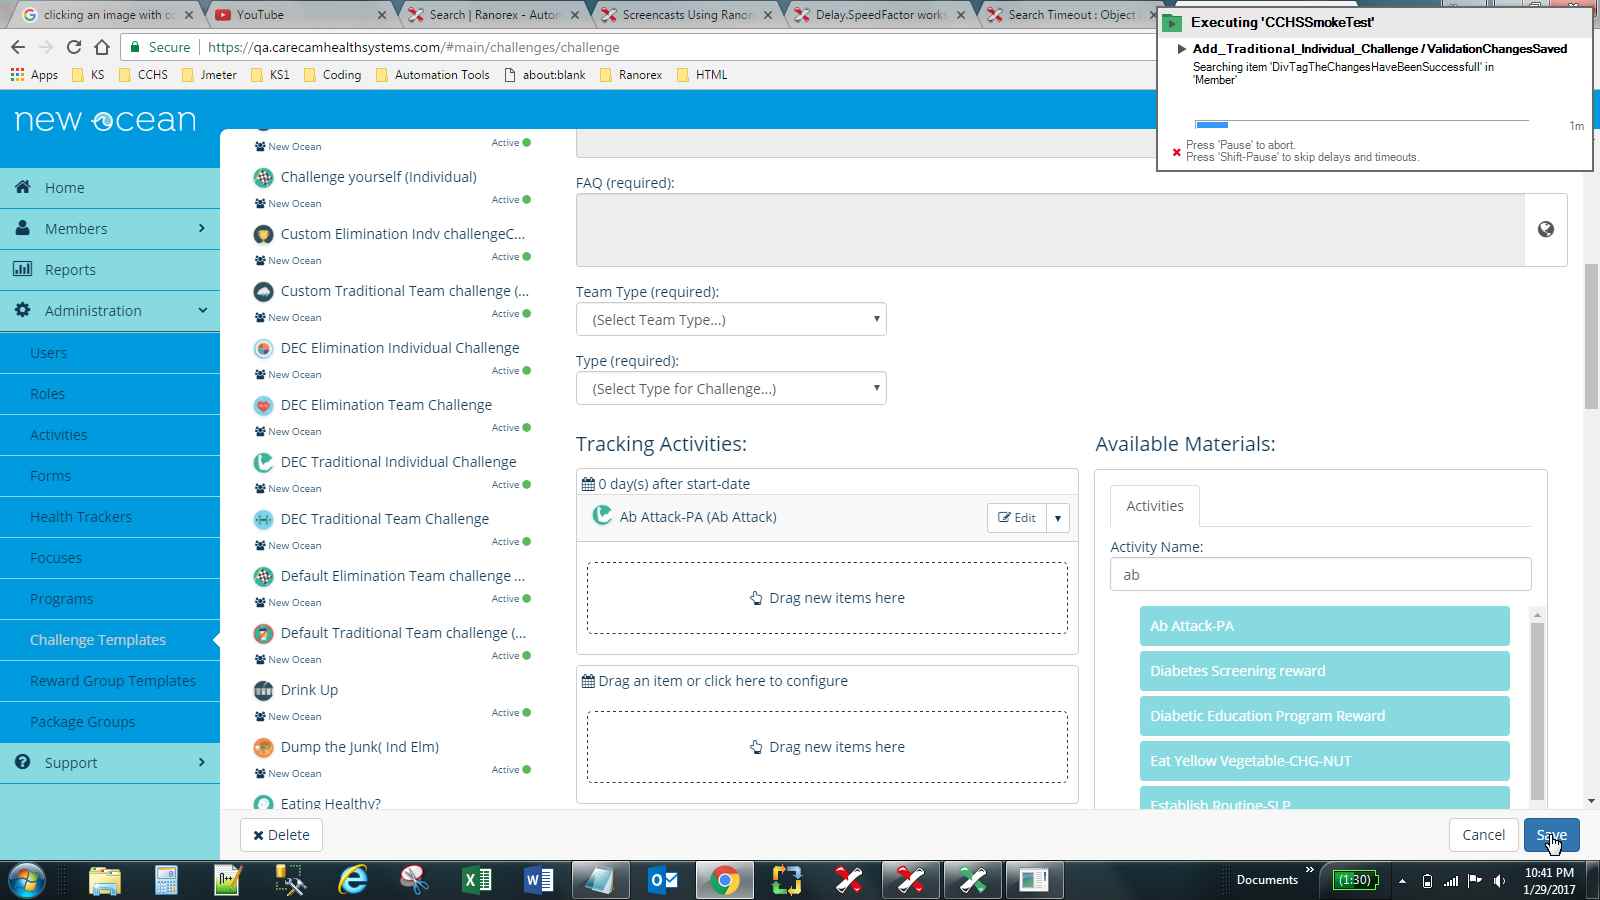 clicking an image with oc
YouTube
Search | Ranorex - Auton
Screencasts Using Ranor
Delay.SpeedFactor works
Search Timeout : Object
Secure
https://qa.carecamhealthsystems.com/#main/challenges/challenge
Apps
KS
CCHS
Jmeter
KS1
Coding
Automation Tools
about:blank
Ranorex
HTML
Executing 'CCHSSmokeTest'
Add_Traditional_Individual_Challenge / ValidationChangesSaved
Searching item 'DivTagTheChangesHaveBeenSuccessfull' in
'Member'
1m
Press 'Pause' to abort.
Press 'Shift-Pause' to skip delays and timeouts.
new ocean
Home
Members
Reports
Administration
Users
Roles
Activities
Forms
Health Trackers
Focuses
Programs
Challenge Templates
Reward Group Templates
Package Groups
Support
New Ocean
Active
Challenge yourself (Individual)
New Ocean
Active
Custom Elimination Indv challengeC...
New Ocean
Active
Custom Traditional Team challenge (...
New Ocean
Active
DEC Elimination Individual Challenge
New Ocean
Active
DEC Elimination Team Challenge
New Ocean
Active
DEC Traditional Individual Challenge
New Ocean
Active
DEC Traditional Team Challenge
New Ocean
Active
Default Elimination Team challenge ...
New Ocean
Active
Default Traditional Team challenge (...
New Ocean
Active
Drink Up
New Ocean
Active
Dump the Junk( Ind Elm)
New Ocean
Active
Eating Healthy?
FAQ (required):
Team Type (required):
(Select Team Type...)
Type (required):
(Select Type for Challenge...)
Tracking Activities:
0 day(s) after start-date
Ab Attack-PA (Ab Attack)
Edit
Drag new items here
Drag an item or click here to configure
Drag new items here
Available Materials:
Activities
Activity Name:
ab
Ab Attack-PA
Diabetes Screening reward
Diabetic Education Program Reward
Eat Yellow Vegetable-CHG-NUT
Establish Routine-SLP
Delete
Cancel
Save
Documents
(1:30)
10:41 PM
1/29/2017